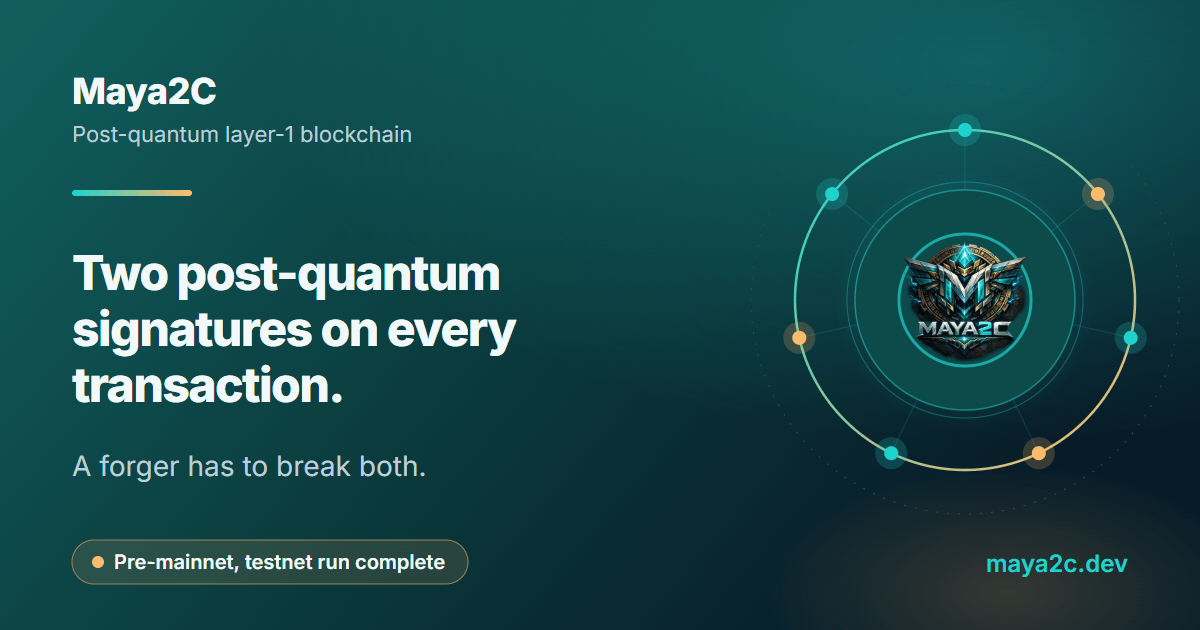 Maya2C
Post-quantum layer-1 blockchain
Two post-quantum
signatures on every
transaction.
A forger has to break both.
Pre-mainnet, testnet run complete
MAYA2C
maya2c.dev